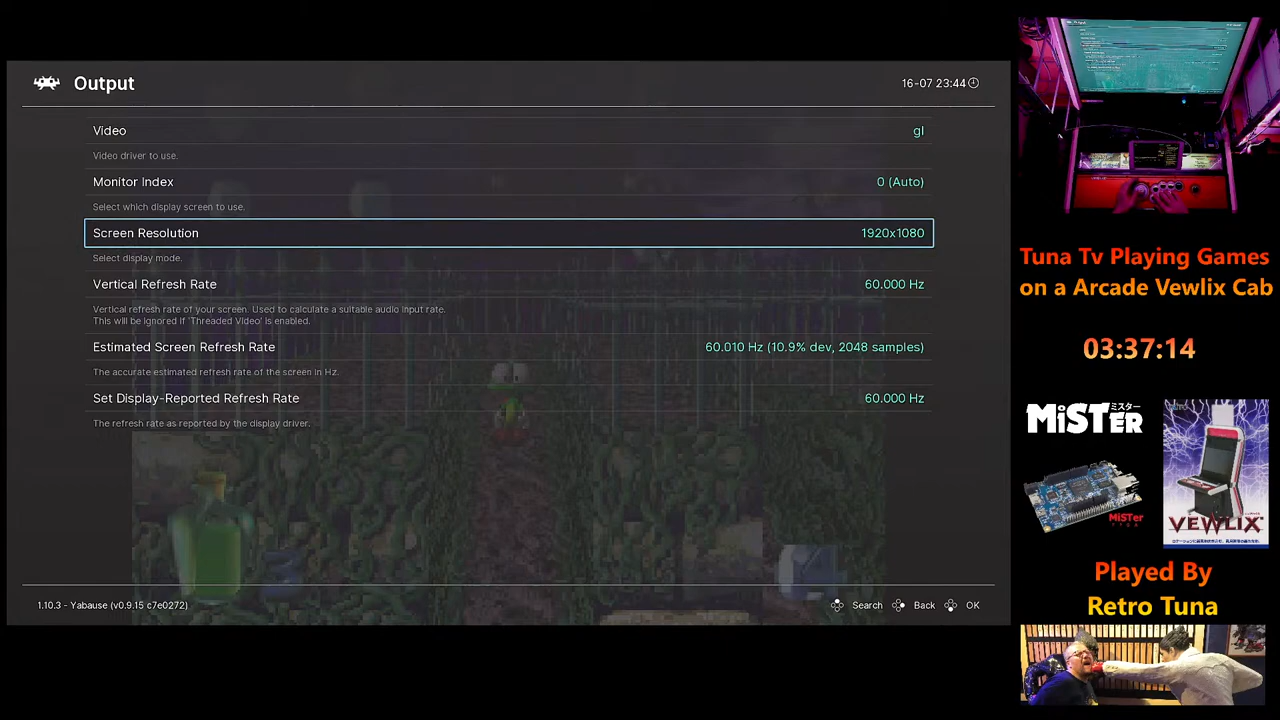 Output
16-07 23:44
Video gl
Video driver to use.
Monitor Index 0 (Auto)
Select which display screen to use.
Screen Resolution 1920x1080
Select display mode.
Vertical Refresh Rate 60.000 Hz
Vertical refresh rate of your screen. Used to calculate a suitable audio input rate.
This will be ignored if 'Threaded Video' is enabled.
Estimated Screen Refresh Rate 60.010 Hz (10.9% dev, 2048 samples)
The accurate estimated refresh rate of the screen in Hz.
Set Display-Reported Refresh Rate 60.000 Hz
The refresh rate as reported by the display driver.
1.10.3 - Yabause (v0.9.15 c7e0272)
Search Back OK
Tuna Tv Playing Games
on a Arcade Vewlix Cab
03:37:14
MiSTer ミスター
MiSTer
VEWLIX
Played By
Retro Tuna